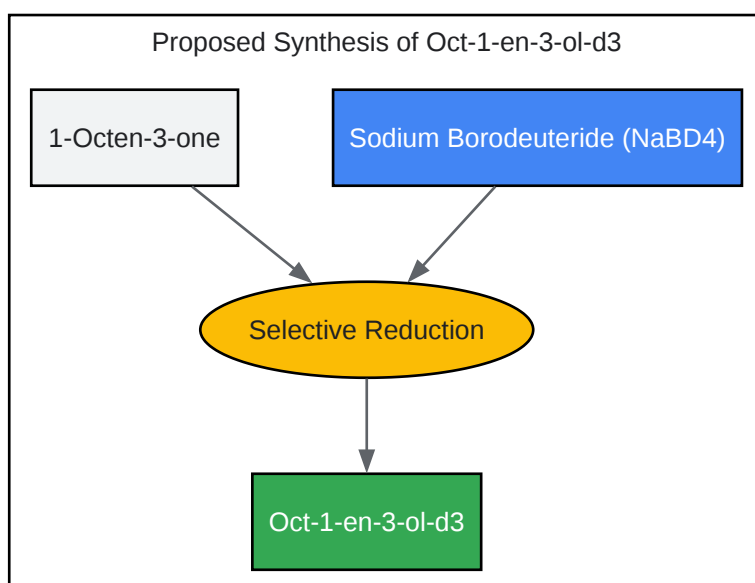 Proposed Synthesis of Oct-1-en-3-ol-d3
1-Octen-3-one
Sodium Borodeuteride (NaBD4)
Selective Reduction
Oct-1-en-3-ol-d3